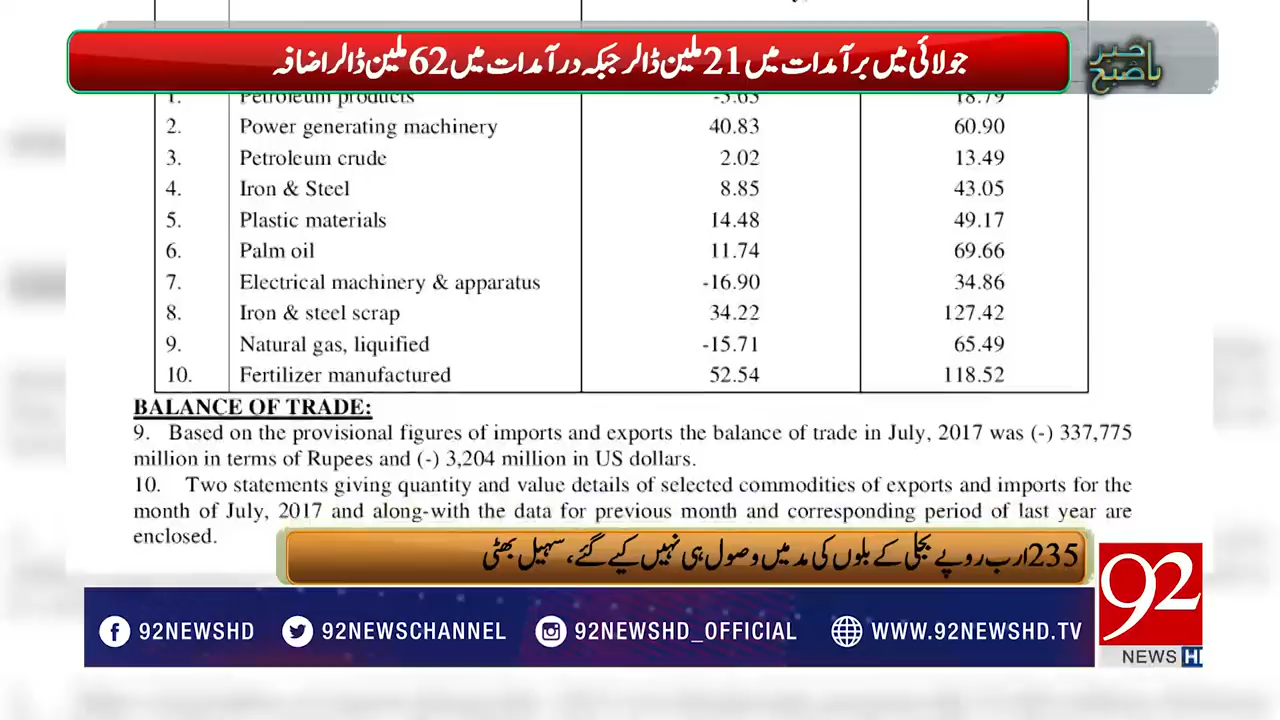 جولائی میں برآمدات میں 21 ملین ڈالر جبکہ درآمدات میں 62 ملین ڈالر اضافہ
خبر باصبح
1. Petroleum products -5.65 18.79
2. Power generating machinery 40.83 60.90
3. Petroleum crude 2.02 13.49
4. Iron & Steel 8.85 43.05
5. Plastic materials 14.48 49.17
6. Palm oil 11.74 69.66
7. Electrical machinery & apparatus -16.90 34.86
8. Iron & steel scrap 34.22 127.42
9. Natural gas, liquified -15.71 65.49
10. Fertilizer manufactured 52.54 118.52
BALANCE OF TRADE:
9. Based on the provisional figures of imports and exports the balance of trade in July, 2017 was (-) 337,775
million in terms of Rupees and (-) 3,204 million in US dollars.
10. Two statements giving quantity and value details of selected commodities of exports and imports for the
month of July, 2017 and along-with the data for previous month and corresponding period of last year are
enclosed.
235 ارب روپے بجلی کے بلوں کی مد میں وصول ہی نہیں کیے گئے، سہیل بھٹی
92NEWSHD 92NEWSCHANNEL 92NEWSHD_OFFICIAL WWW.92NEWSHD.TV
92
NEWS HD